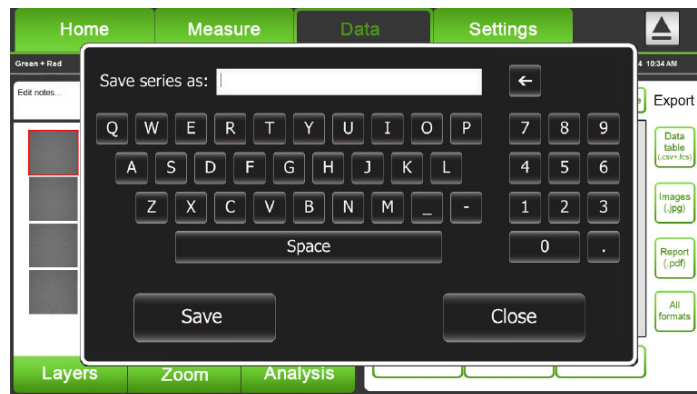 Home Measure Data Settings
Green + Red
4 10:34 AM
Edit notes...
Save series as:
←
Export
Q W E R T Y U I O P 7 8 9
A S D F G H J K L 4 5 6
Z X C V B N M _ - 1 2 3
Space 0 .
Data
table
(.csv+.fcs)
Images
(.jpg)
Report
(.pdf)
All
formats
Save Close
Layers Zoom Analysis